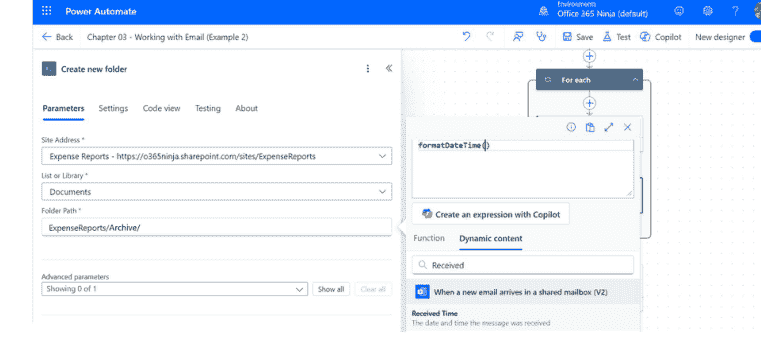 Power Automate
Environments
Office 365 Ninja (default)
?
Back
Chapter 03 - Working with Email (Example 2)
Save
Test
Copilot
New designer
Create new folder
For each
Parameters
Settings
Code view
Testing
About
formatDateTime()
Site Address *
Expense Reports - https://o365ninja.sharepoint.com/sites/ExpenseReports
List or Library *
Documents
Folder Path *
ExpenseReports/Archive/
Create an expression with Copilot
Function
Dynamic content
Received
Advanced parameters
Showing 0 of 1
Show all
Clear all
When a new email arrives in a shared mailbox (V2)
Received Time
The date and time the message was received